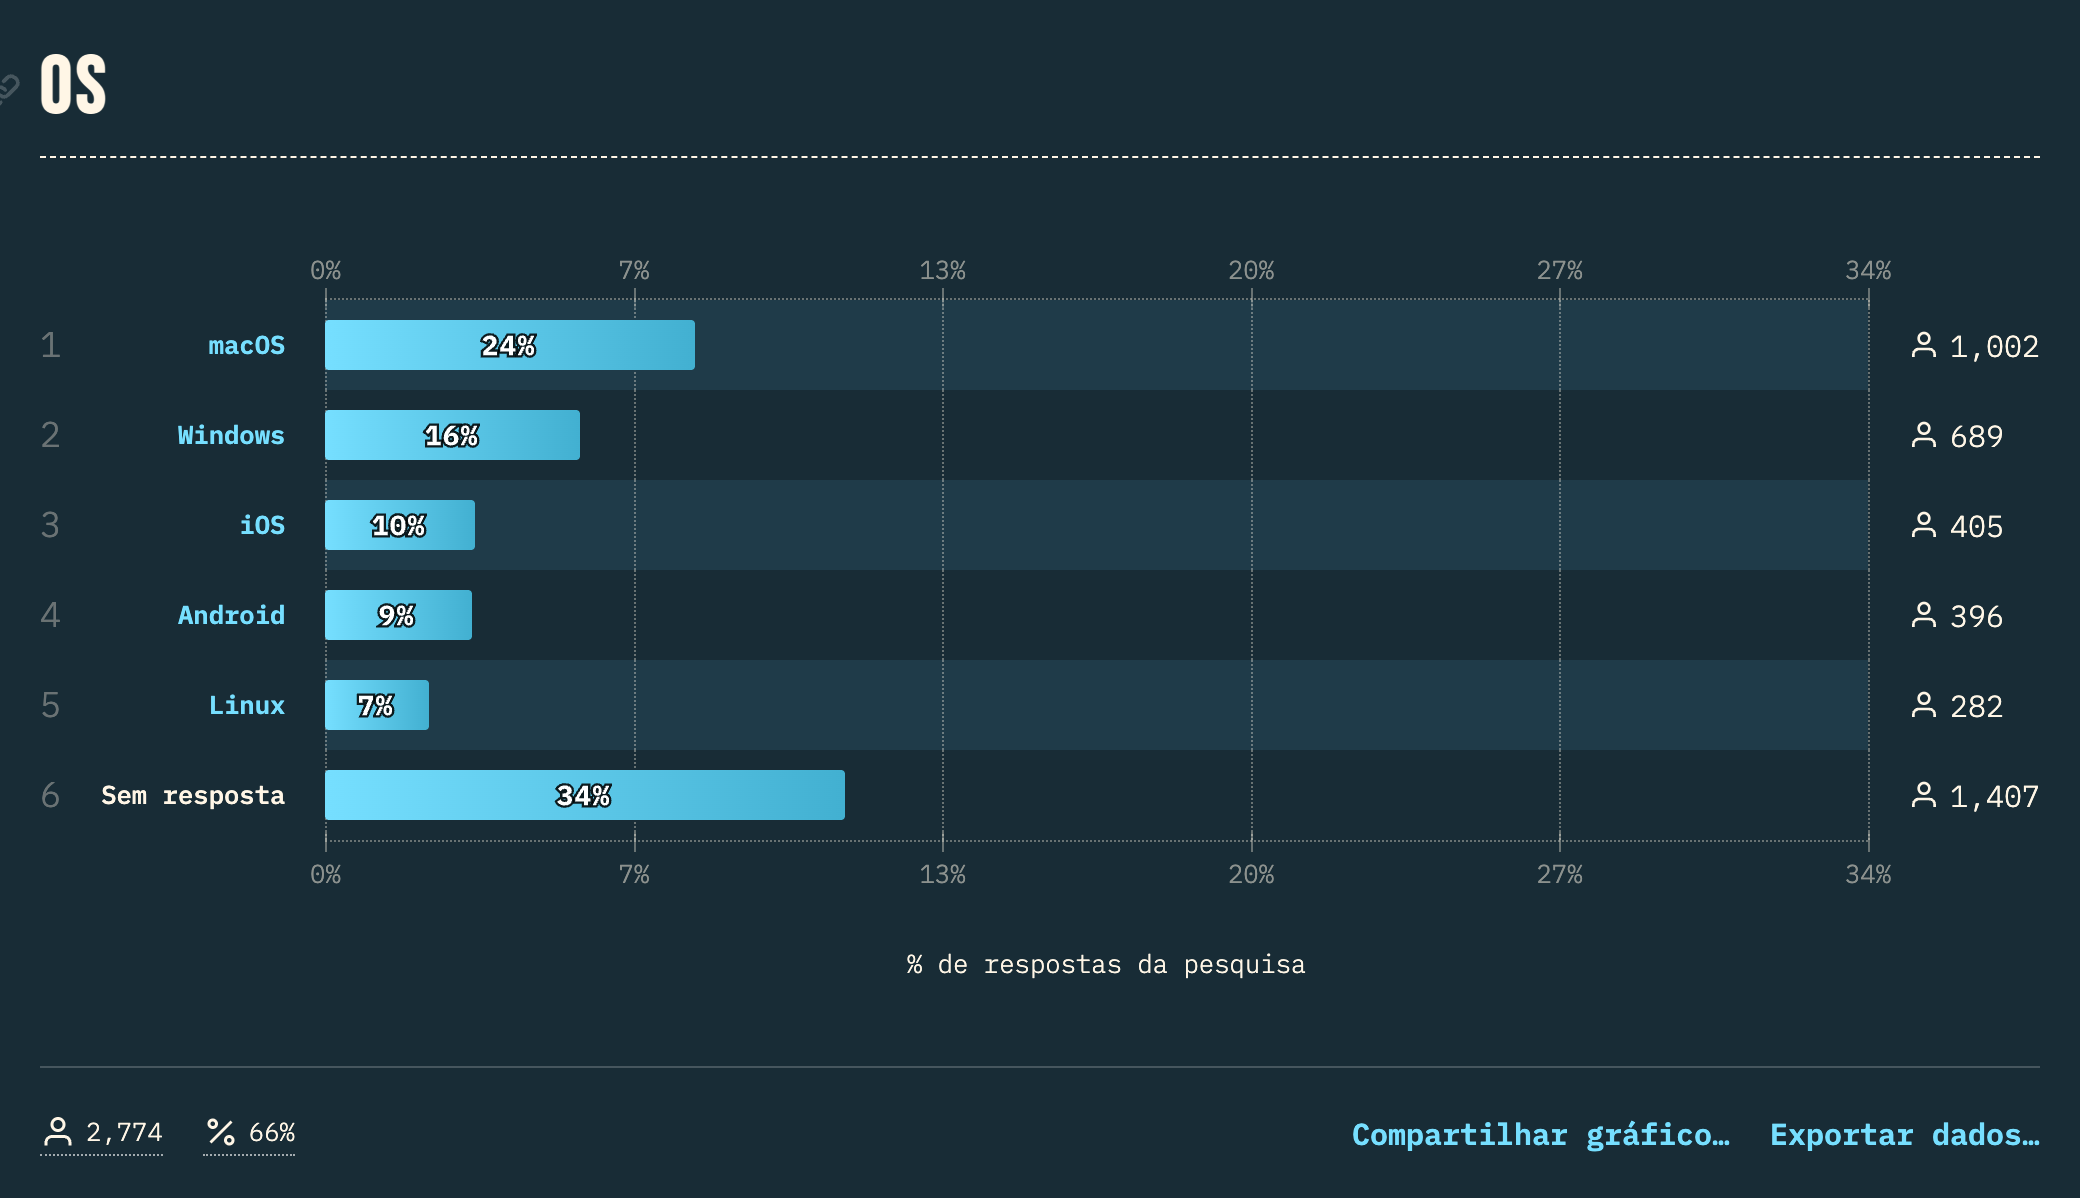 OS
0% 7% 13% 20% 27% 34%
1 macOS 24% 1,002
2 Windows 16% 689
3 iOS 10% 405
4 Android 9% 396
5 Linux 7% 282
6 Sem resposta 34% 1,407
0% 7% 13% 20% 27% 34%
% de respostas da pesquisa
2,774 66% Compartilhar gráfico… Exportar dados…